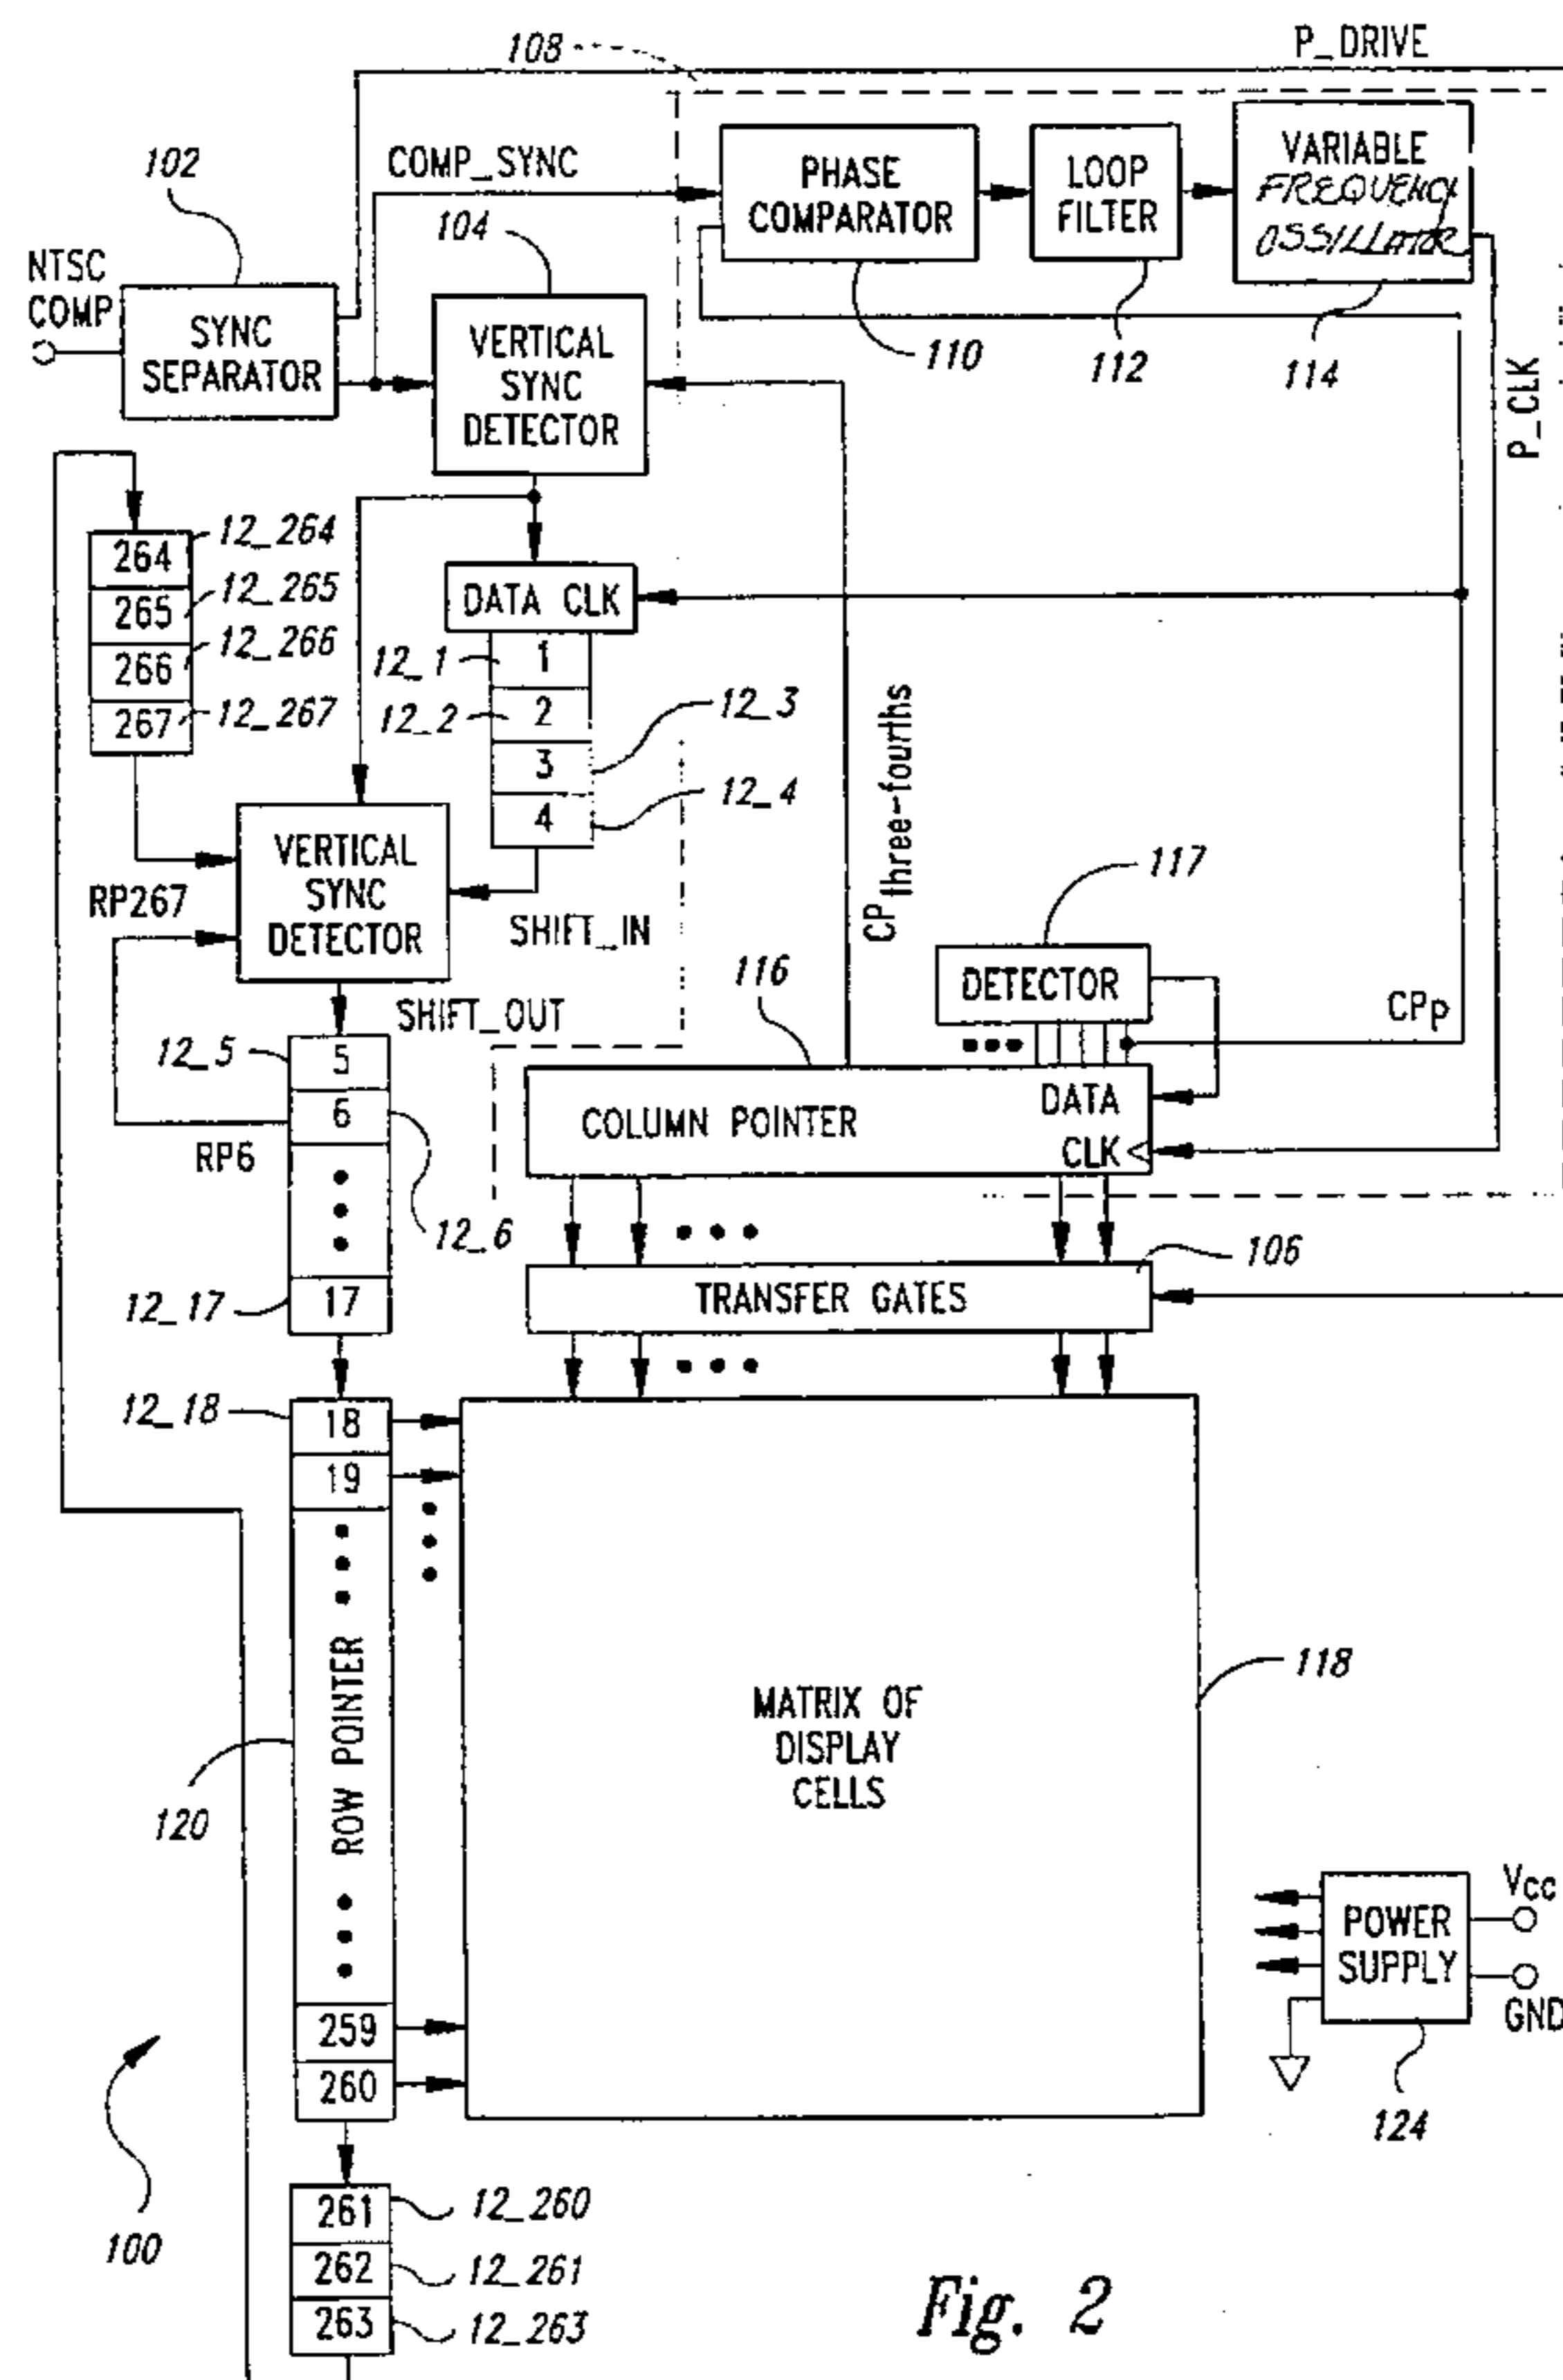 108
P_DRIVE
102
COMP_SYNC
104
PHASE
COMPARATOR
LOOP
FILTER
VARIABLE
FREQUENCY
OSSILLATOR
NTSC
COMP
SYNC
SEPARATOR
VERTICAL
SYNC
DETECTOR
110
112
114
P_CLK
264
12_264
265
12_265
266
12_266
267
12_267
DATA CLK
12_1
1
12_2
2
12_3
3
12_4
4
CPthree-fourths
VERTICAL
SYNC
DETECTOR
RP267
SHIFT_IN
117
DETECTOR
116
CPP
SHIFT_OUT
12_5
5
6
RP6
12_6
COLUMN POINTER
DATA
CLK
106
12_17
17
TRANSFER GATES
12_18
18
19
ROW POINTER
120
MATRIX OF
DISPLAY
CELLS
118
259
260
POWER
SUPPLY
Vcc
GND
124
261
12_260
262
12_261
263
12_263
100
Fig. 2